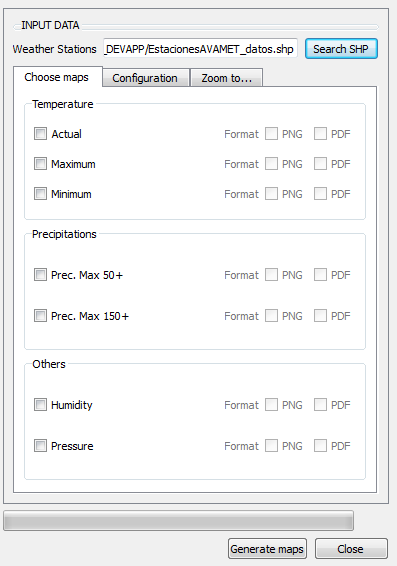 INPUT DATA
Weather Stations _DEVAPP/EstacionesAVAMET_datos.shp Search SHP
Choose maps Configuration Zoom to...
Temperature
Actual Format PNG PDF
Maximum Format PNG PDF
Minimum Format PNG PDF
Precipitations
Prec. Max 50+ Format PNG PDF
Prec. Max 150+ Format PNG PDF
Others
Humidity Format PNG PDF
Pressure Format PNG PDF
Generate maps Close